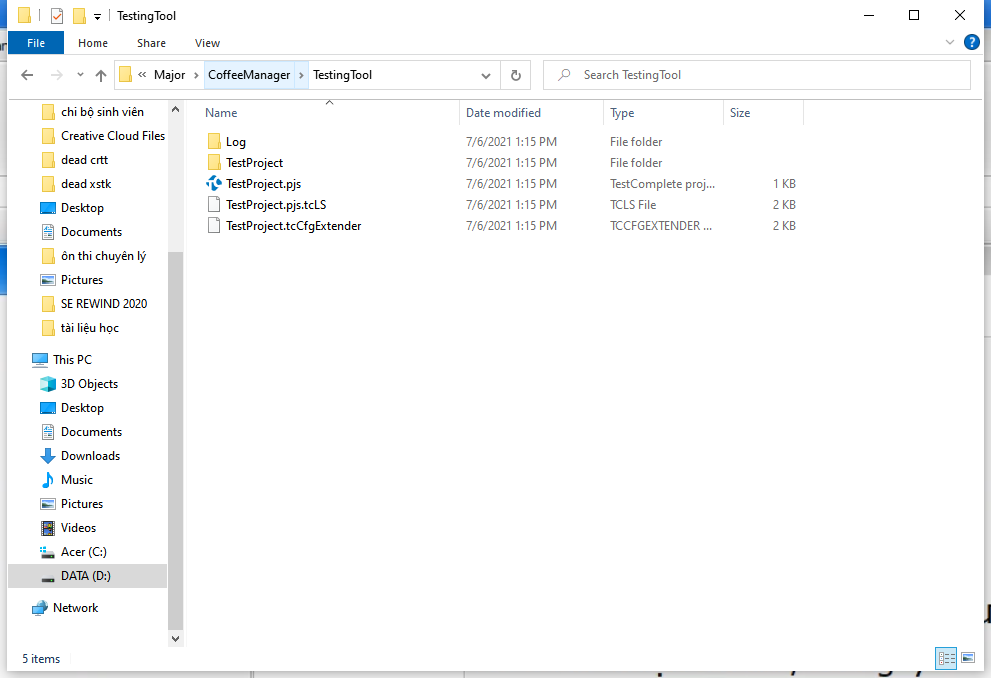 TestingTool
File Home Share View
« Major › CoffeeManager › TestingTool
Search TestingTool
chi bộ sinh viên
Creative Cloud Files
dead crtt
dead xstk
Desktop
Documents
ôn thi chuyên lý
Pictures
SE REWIND 2020
tài liệu học
This PC
3D Objects
Desktop
Documents
Downloads
Music
Pictures
Videos
Acer (C:)
DATA (D:)
Network
Name Date modified Type Size
Log 7/6/2021 1:15 PM File folder
TestProject 7/6/2021 1:15 PM File folder
TestProject.pjs 7/6/2021 1:15 PM TestComplete proj... 1 KB
TestProject.pjs.tcLS 7/6/2021 1:15 PM TCLS File 2 KB
TestProject.tcCfgExtender 7/6/2021 1:15 PM TCCFGEXTENDER ... 2 KB
5 items